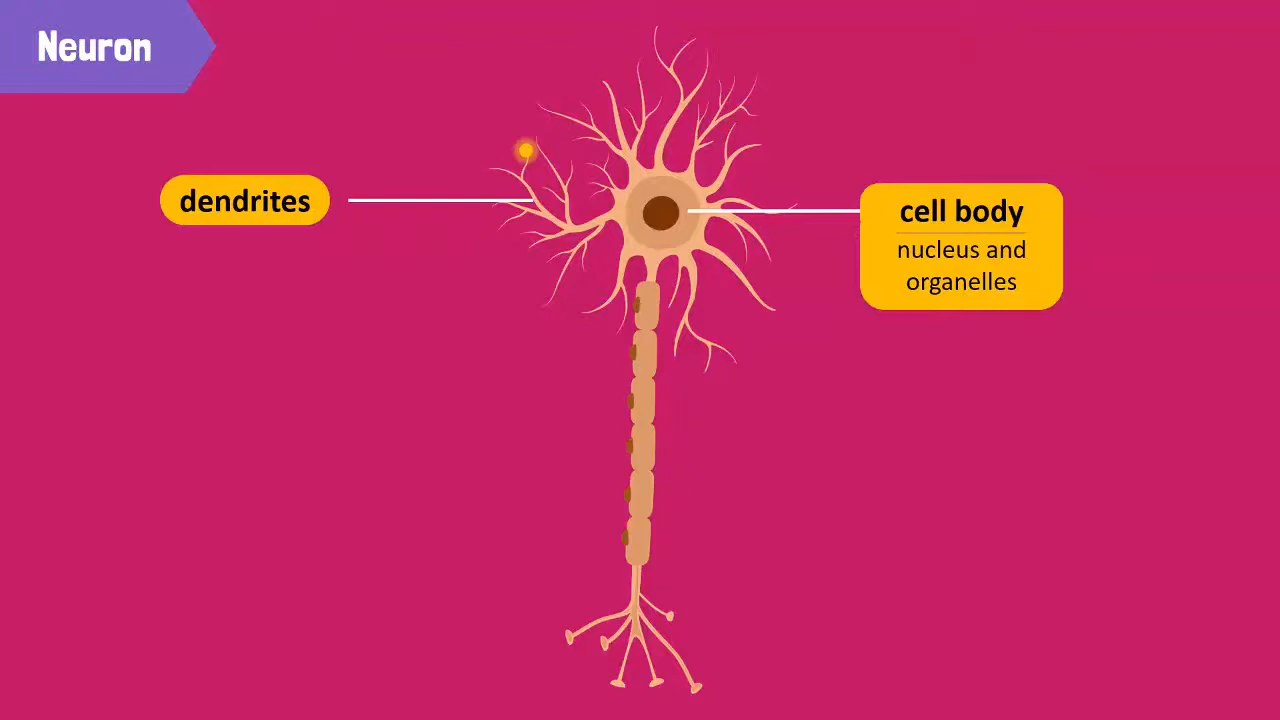 Neuron
dendrites
cell body
nucleus and
organelles